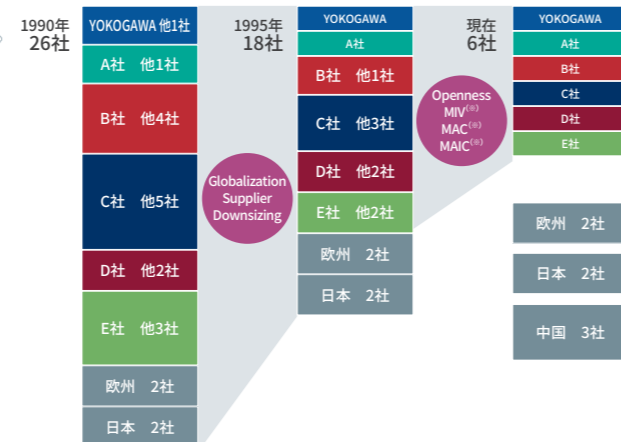 1990年
26社
YOKOGAWA 他1社
A社 他1社
B社 他4社
C社 他5社
D社 他2社
E社 他3社
欧州 2社
日本 2社
Globalization
Supplier
Downsizing
1995年
18社
YOKOGAWA
A社
B社 他1社
C社 他3社
D社 他2社
E社 他2社
欧州 2社
日本 2社
Openness
MIV(※)
MAC(※)
MAIC(※)
現在
6社
YOKOGAWA
A社
B社
C社
D社
E社
欧州 2社
日本 2社
中国 3社